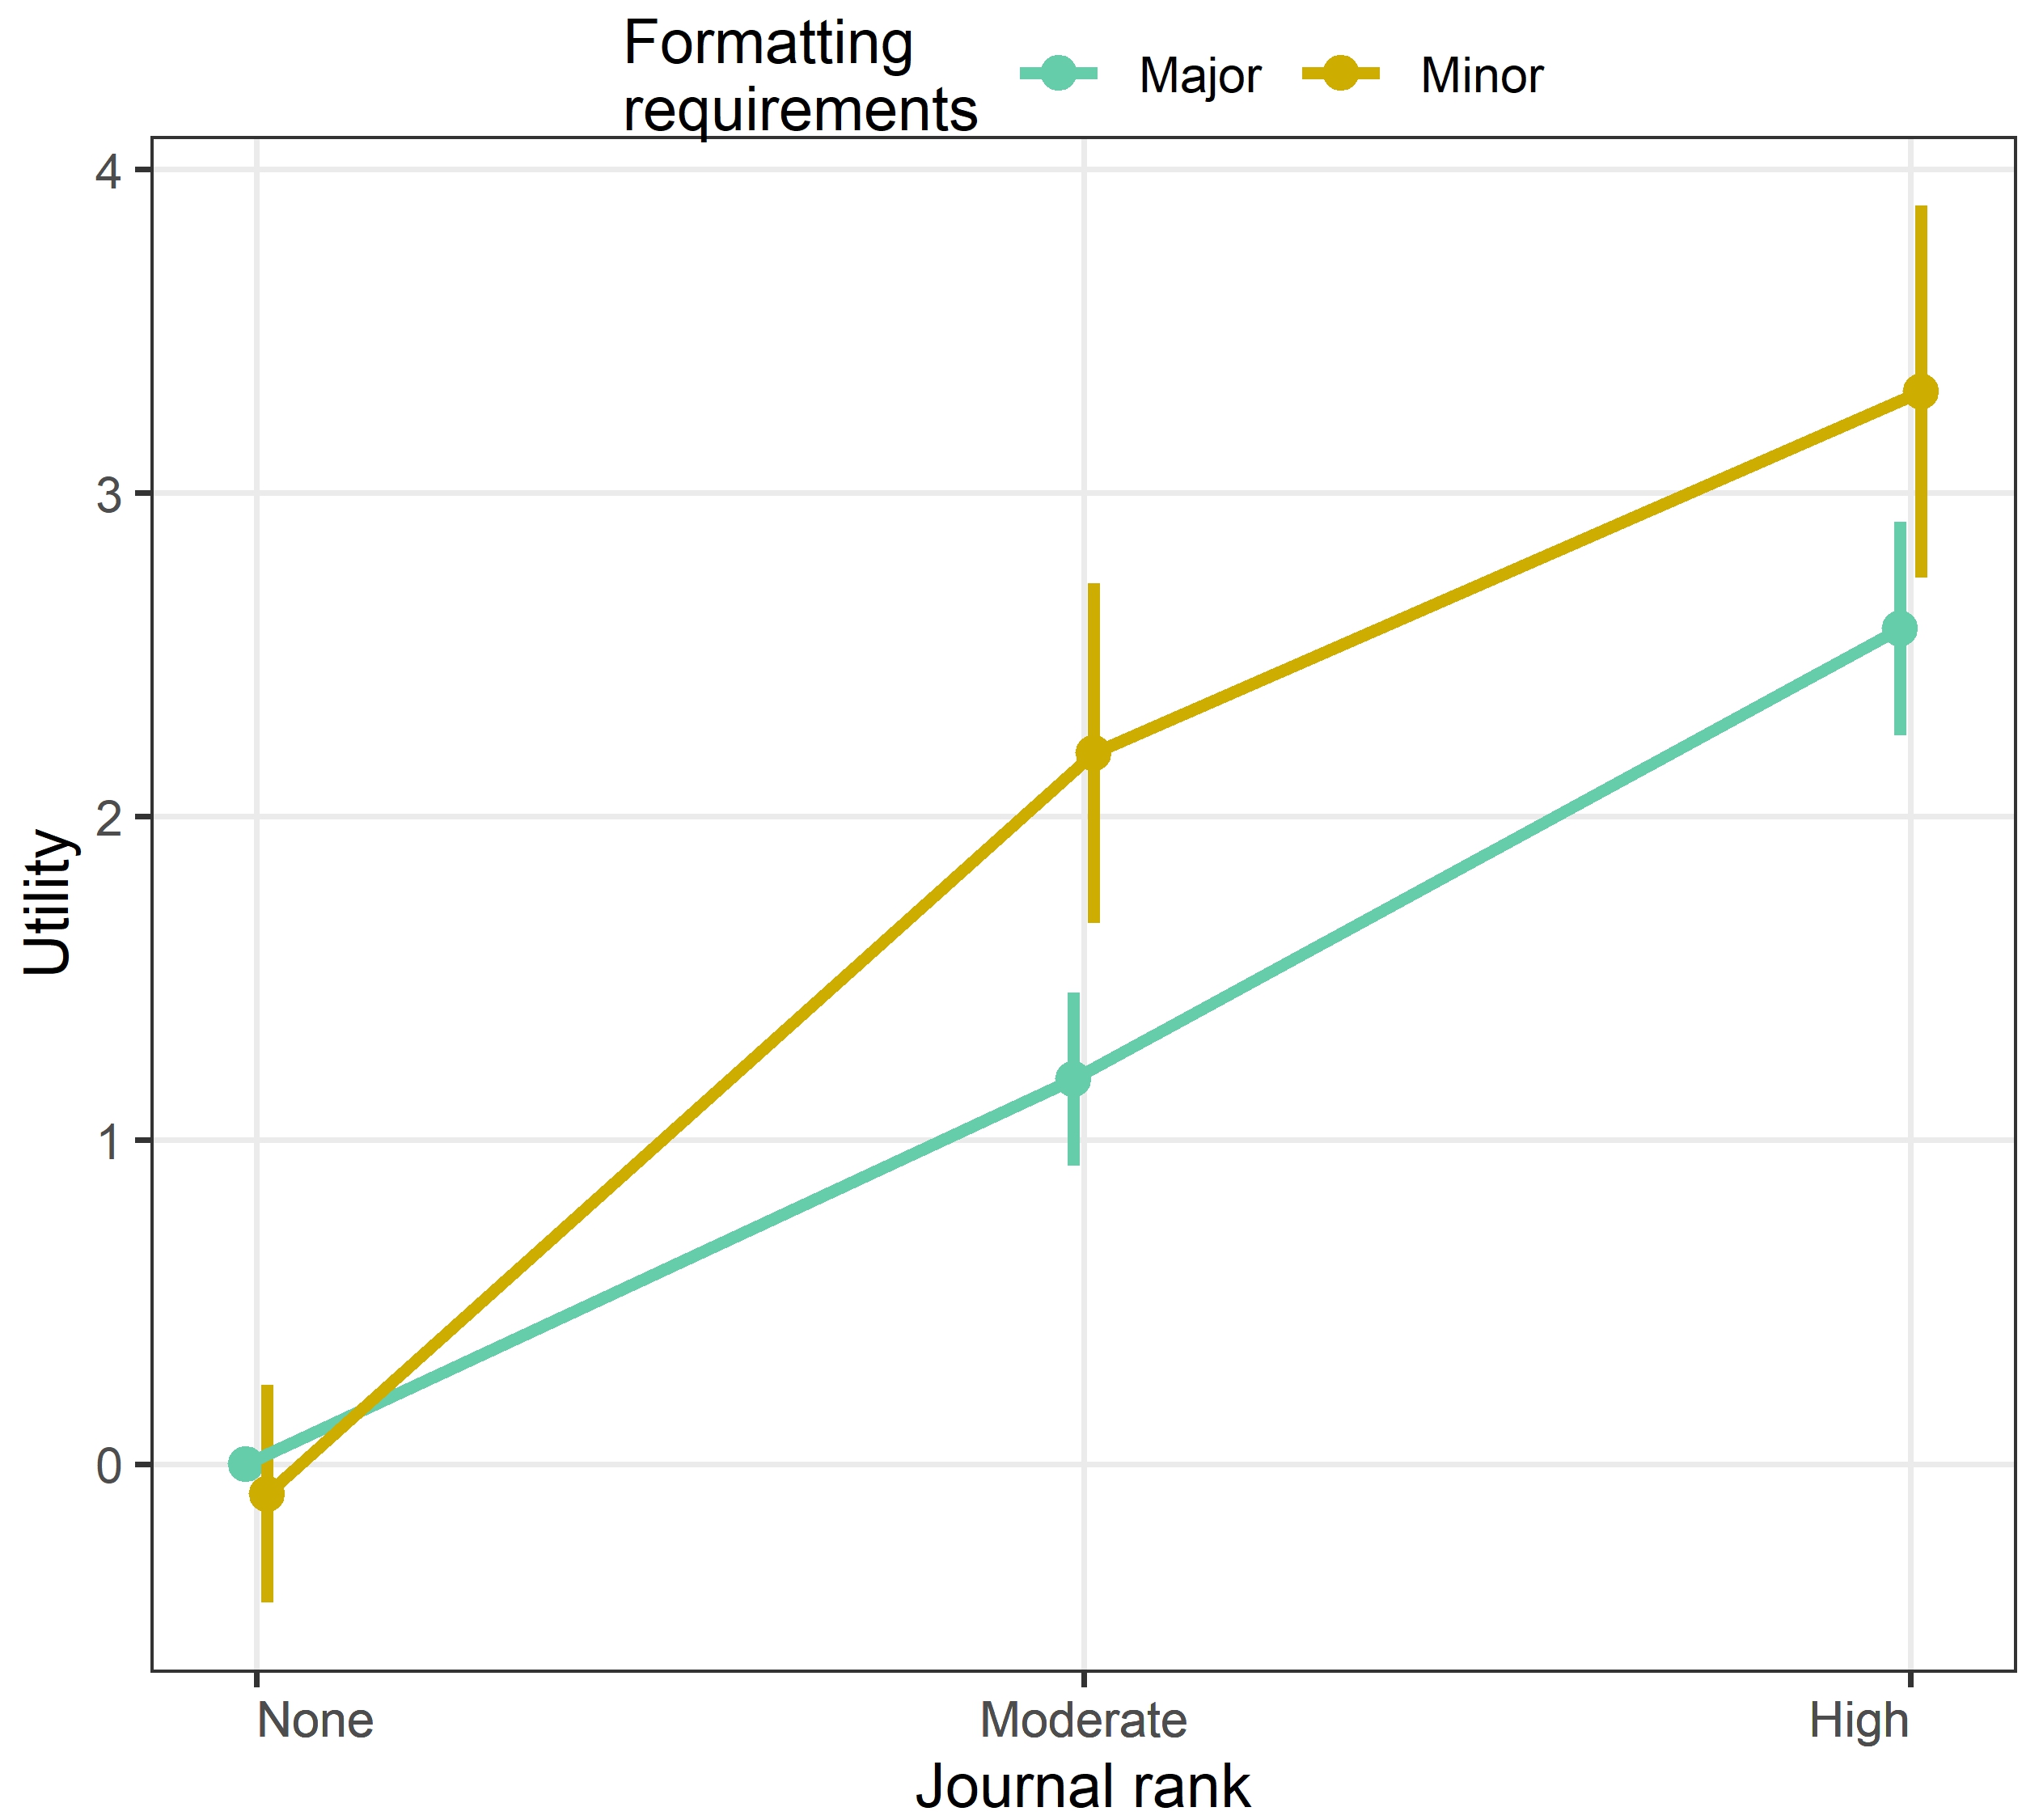 Formatting
requirements
Major
Minor
4
3
2
1
0
Utility
None
Moderate
High
Journal rank